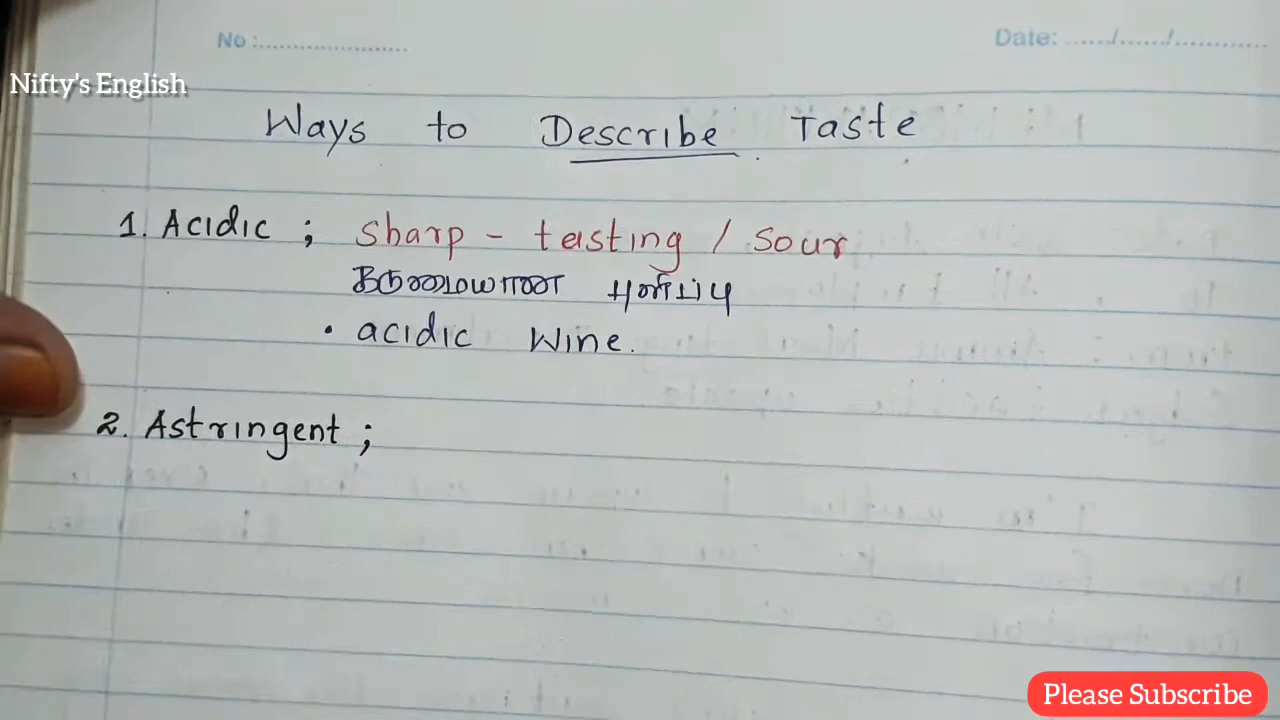 No :.....................
Date: ....../....../............
Nifty's English
Ways to Describe Taste
1. Acidic ; sharp - tasting / sour
புளிப்பு
• acidic wine.
2. Astringent ;
Please Subscribe